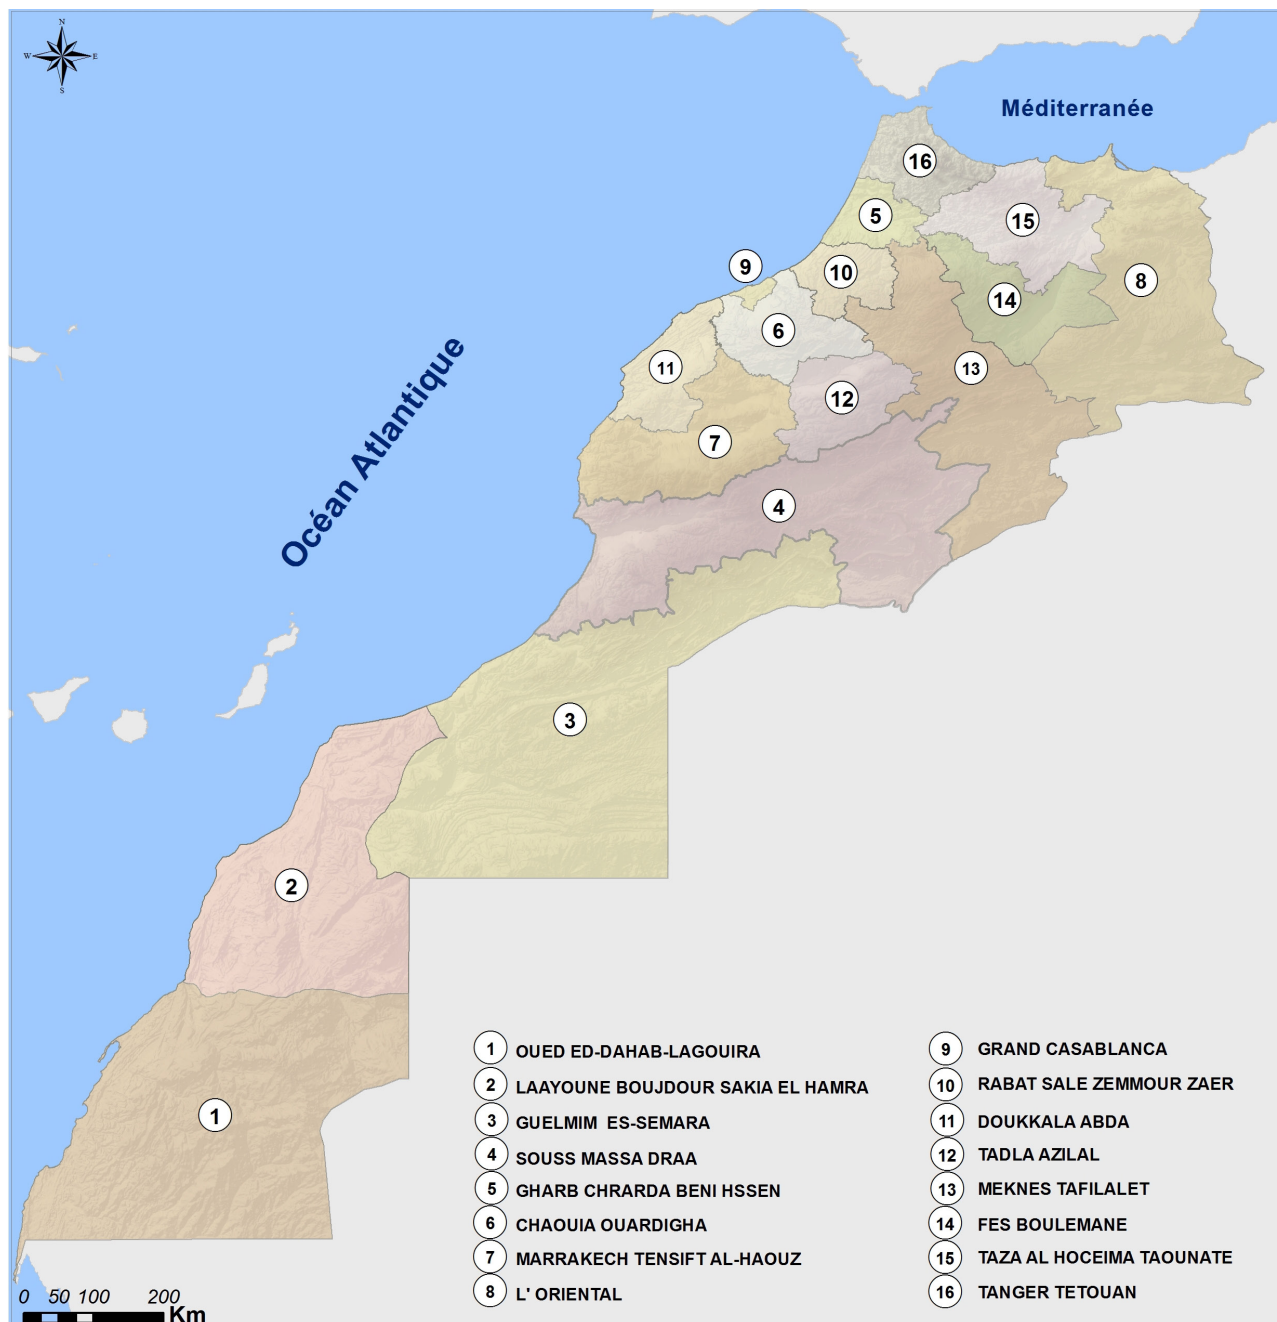 N
W E
S
Méditerranée
Océan Atlantique
16
5
15
9
10
8
14
6
11
13
12
7
4
3
2
1
1 OUED ED-DAHAB-LAGOUIRA
2 LAAYOUNE BOUJDOUR SAKIA EL HAMRA
3 GUELMIM ES-SEMARA
4 SOUSS MASSA DRAA
5 GHARB CHRARDA BENI HSSEN
6 CHAOUIA OUARDIGHA
7 MARRAKECH TENSIFT AL-HAOUZ
8 L' ORIENTAL
9 GRAND CASABLANCA
10 RABAT SALE ZEMMOUR ZAER
11 DOUKKALA ABDA
12 TADLA AZILAL
13 MEKNES TAFILALET
14 FES BOULEMANE
15 TAZA AL HOCEIMA TAOUNATE
16 TANGER TETOUAN
0 50 100 200
Km